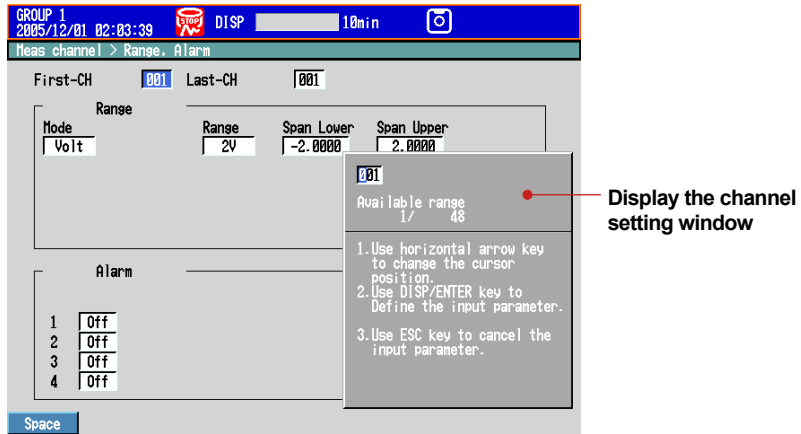 GROUP 1
2005/12/01 02:03:39
STOP
DISP
10min
Meas channel > Range, Alarm
First-CH 001 Last-CH 001
Range
Mode Range Span Lower Span Upper
Volt 2V -2.0000 2.0000
001
Available range
1/ 48
1.Use horizontal arrow key
to change the cursor
position.
2.Use DISP/ENTER key to
Define the input parameter.
3.Use ESC key to cancel the
input parameter.
Alarm
1 Off
2 Off
3 Off
4 Off
Space
Display the channel
setting window